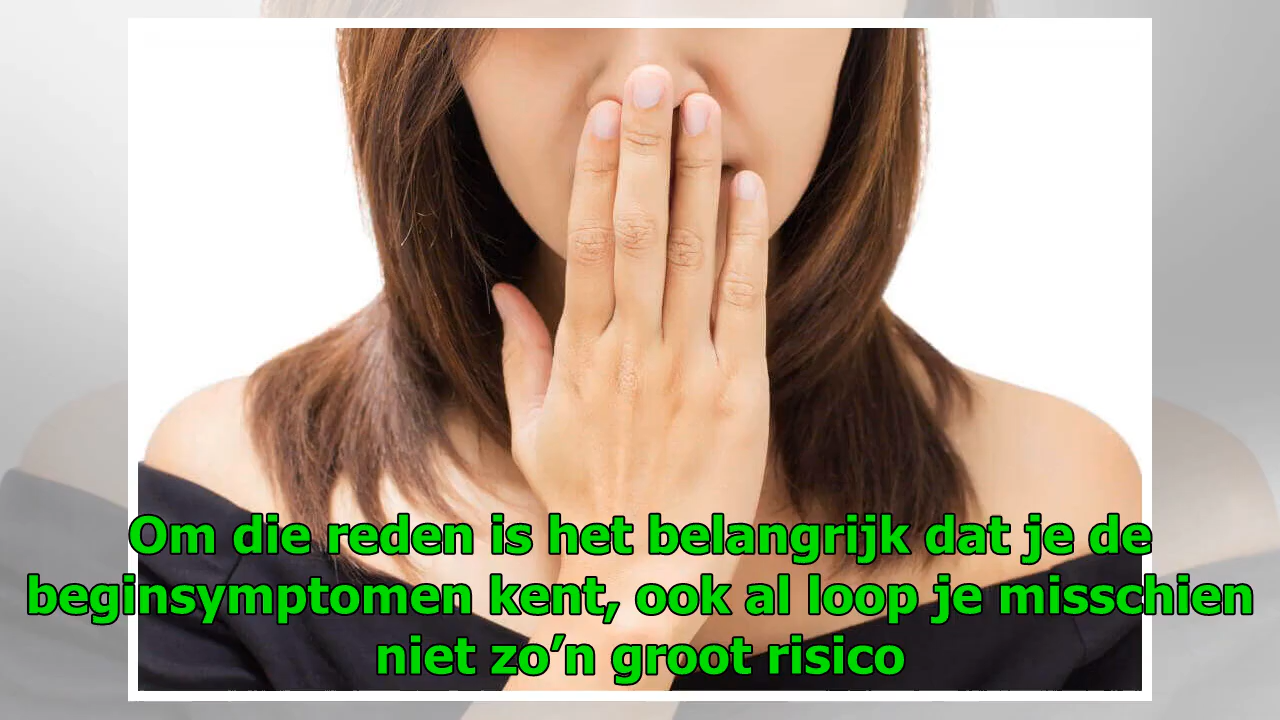 Om die reden is het belangrijk dat je de
beginsymptomen kent, ook al loop je misschien
niet zo’n groot risico